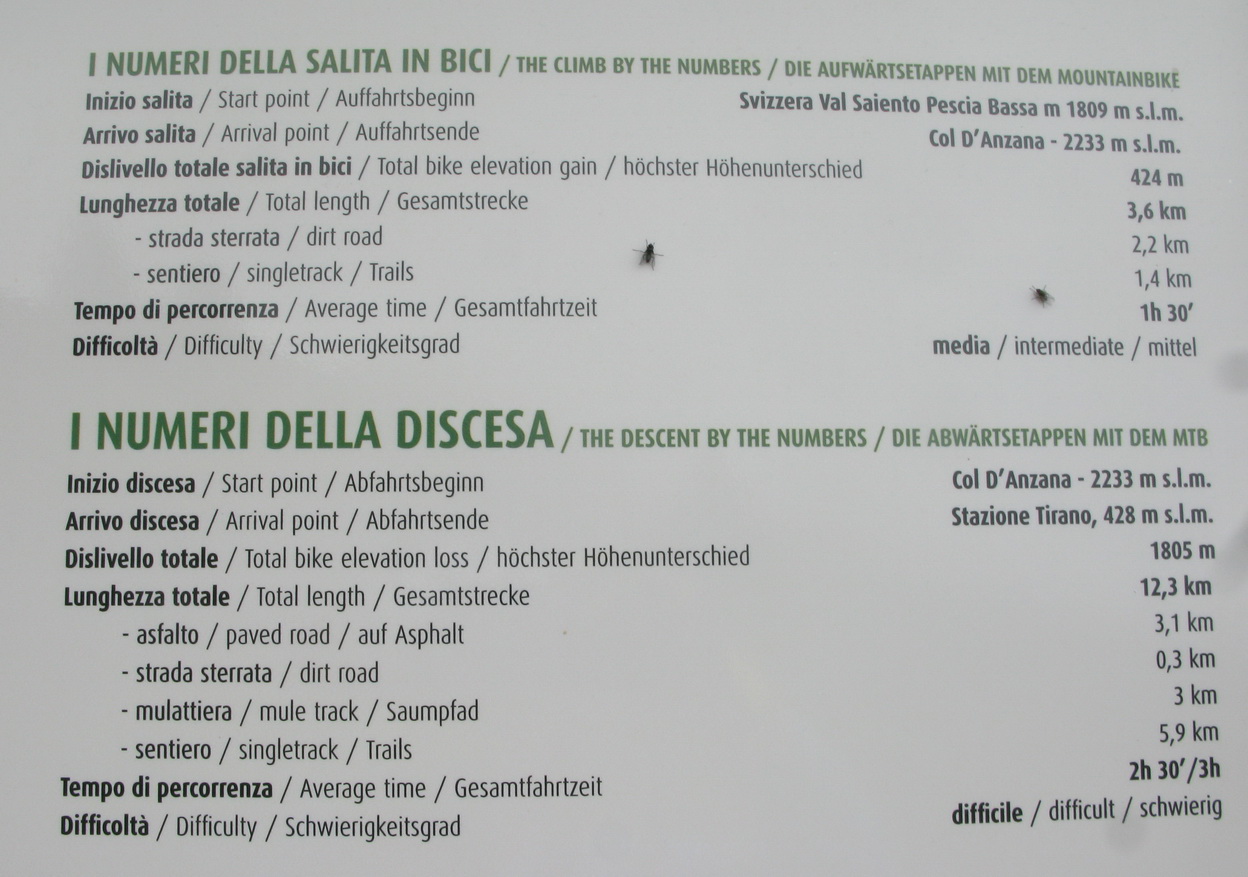 I NUMERI DELLA SALITA IN BICI / THE CLIMB BY THE NUMBERS / DIE AUFWÄRTSETAPPEN MIT DEM MOUNTAINBIKE
Inizio salita / Start point / Auffahrtsbeginn Svizzera Val Saiento Pescia Bassa m 1809 m s.l.m.
Arrivo salita / Arrival point / Auffahrtsende Col D'Anzana - 2233 m s.l.m.
Dislivello totale salita in bici / Total bike elevation gain / höchster Höhenunterschied 424 m
Lunghezza totale / Total length / Gesamtstrecke 3,6 km
- strada sterrata / dirt road 2,2 km
- sentiero / singletrack / Trails 1,4 km
Tempo di percorrenza / Average time / Gesamtfahrtzeit 1h 30'
Difficoltà / Difficulty / Schwierigkeitsgrad media / intermediate / mittel
I NUMERI DELLA DISCESA / THE DESCENT BY THE NUMBERS / DIE ABWÄRTSETAPPEN MIT DEM MTB
Inizio discesa / Start point / Abfahrtsbeginn Col D'Anzana - 2233 m s.l.m.
Arrivo discesa / Arrival point / Abfahrtsende Stazione Tirano, 428 m s.l.m.
Dislivello totale / Total bike elevation loss / höchster Höhenunterschied 1805 m
Lunghezza totale / Total length / Gesamtstrecke 12,3 km
- asfalto / paved road / auf Asphalt 3,1 km
- strada sterrata / dirt road 0,3 km
- mulattiera / mule track / Saumpfad 3 km
- sentiero / singletrack / Trails 5,9 km
Tempo di percorrenza / Average time / Gesamtfahrtzeit 2h 30'/3h
Difficoltà / Difficulty / Schwierigkeitsgrad difficile / difficult / schwierig